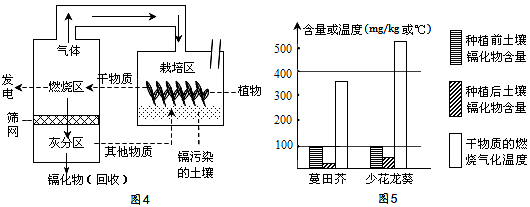 气体
燃烧区
发
电
筛
网
灰分区
镉化物（回收）
干物质
其他物质
栽培区
植物
镉污染
的土壤
图4
含量或温度(mg/kg或℃)
500
400
300
200
100
蔓田芥
少花龙葵
种植前土壤
镉化物含量
种植后土壤
镉化物含量
干物质的燃
烧气化温度
图5